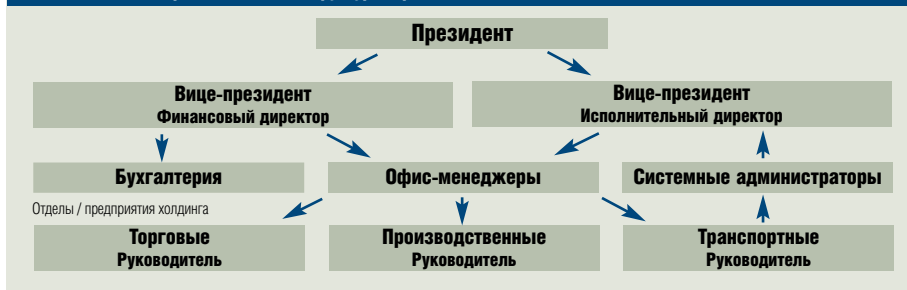 Президент
Вице-президент
Финансовый директор
Вице-президент
Исполнительный директор
Бухгалтерия
Офис-менеджеры
Системные администраторы
Отделы / предприятия холдинга
Торговые
Руководитель
Производственные
Руководитель
Транспортные
Руководитель